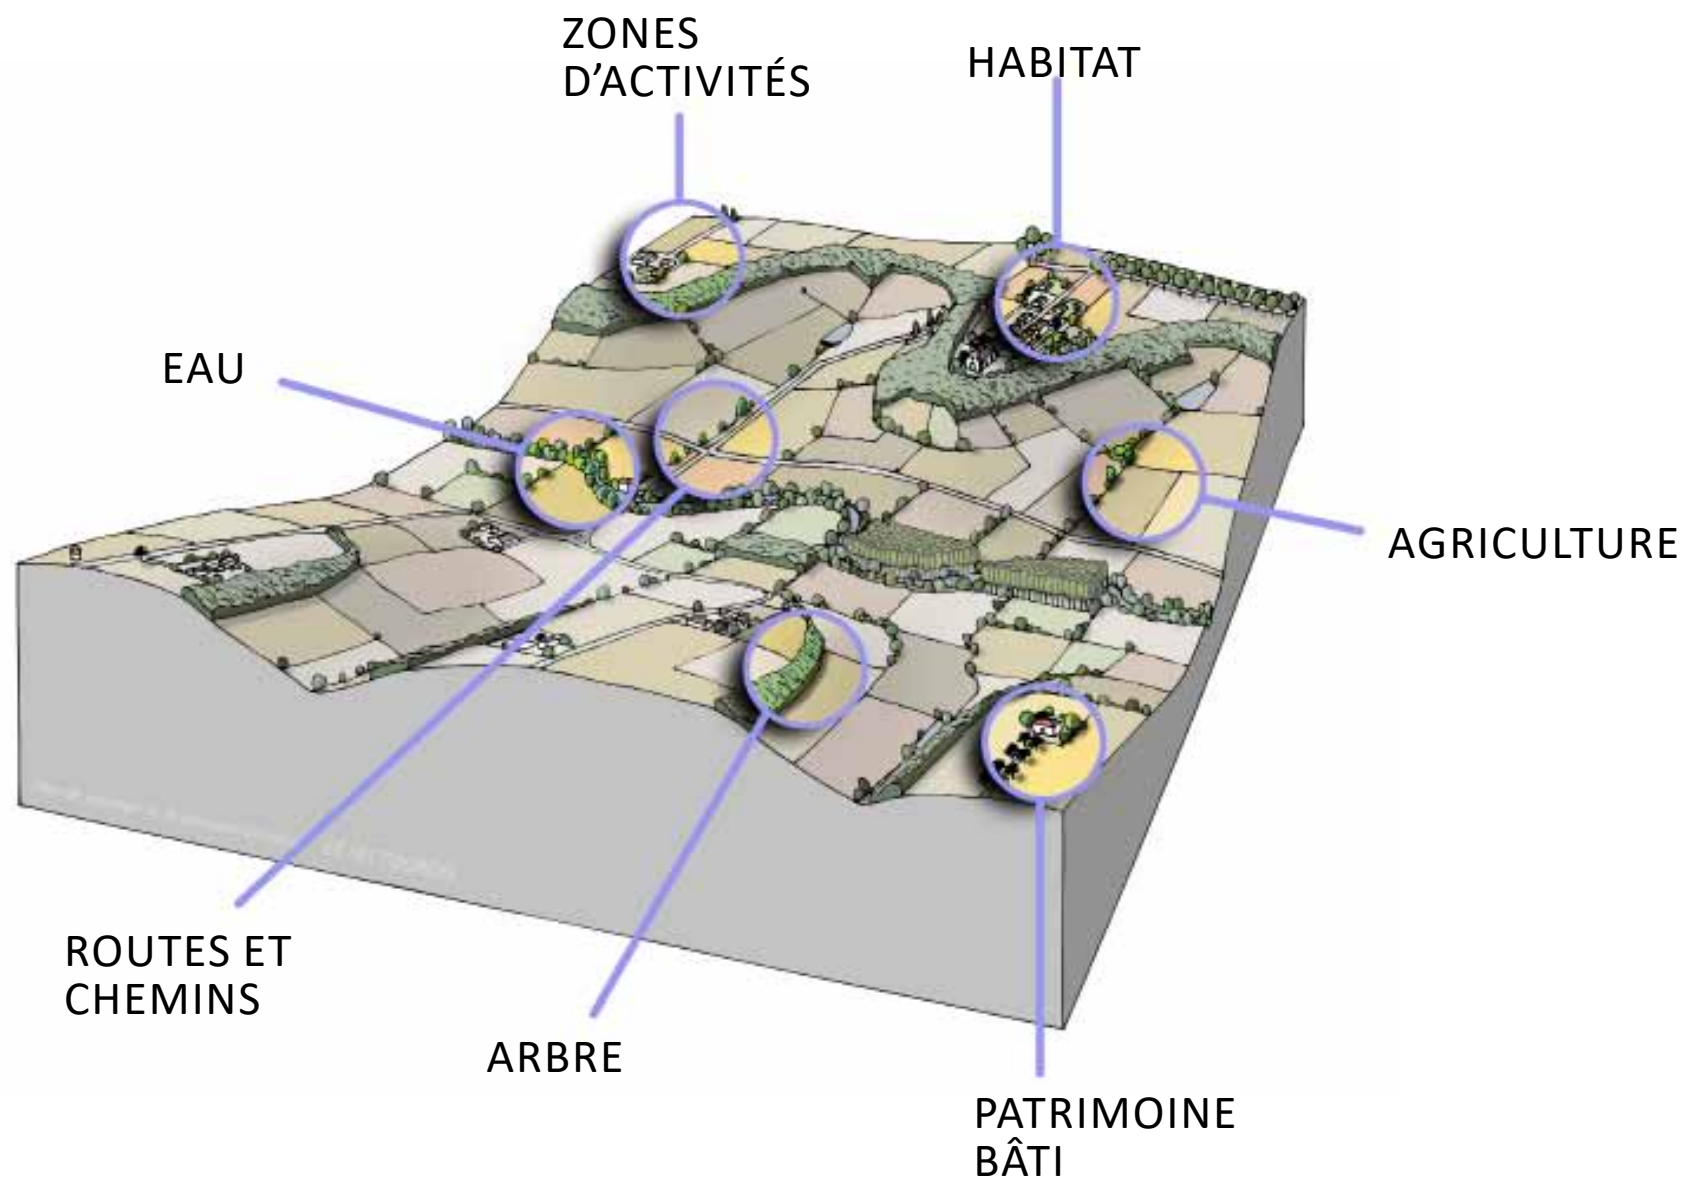 ZONES
D'ACTIVITÉS
HABITAT
EAU
AGRICULTURE
ROUTES ET
CHEMINS
ARBRE
PATRIMOINE
BÂTI